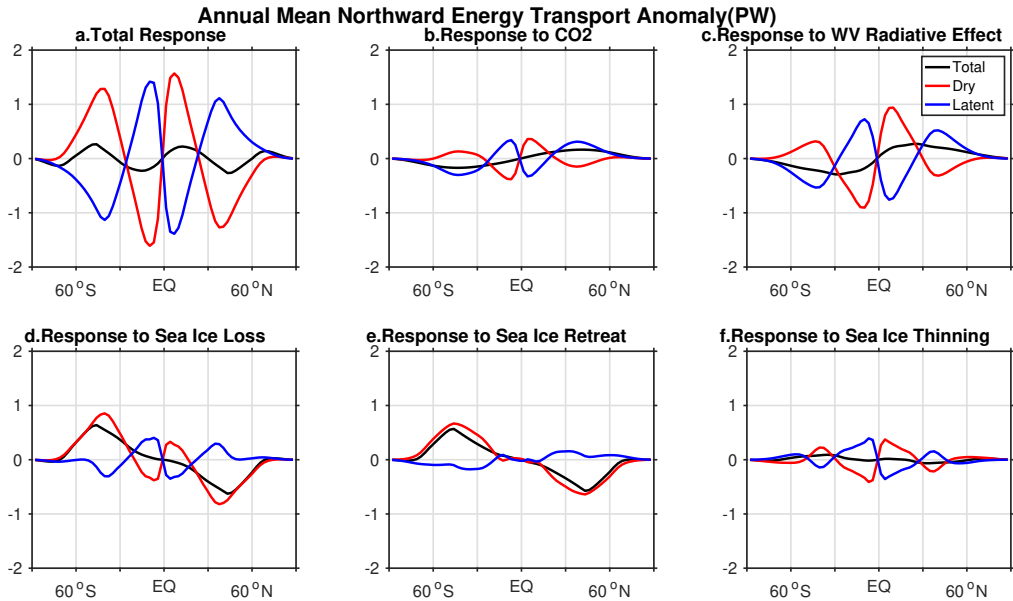 Annual Mean Northward Energy Transport Anomaly(PW)
a.Total Response
b.Response to CO2
c.Response to WV Radiative Effect
2
1
0
-1
-2
60°S EQ 60°N
2
1
0
-1
-2
60°S EQ 60°N
2
1
0
-1
-2
60°S EQ 60°N
Total
Dry
Latent
d.Response to Sea Ice Loss
e.Response to Sea Ice Retreat
f.Response to Sea Ice Thinning
2
1
0
-1
-2
60°S EQ 60°N
2
1
0
-1
-2
60°S EQ 60°N
2
1
0
-1
-2
60°S EQ 60°N